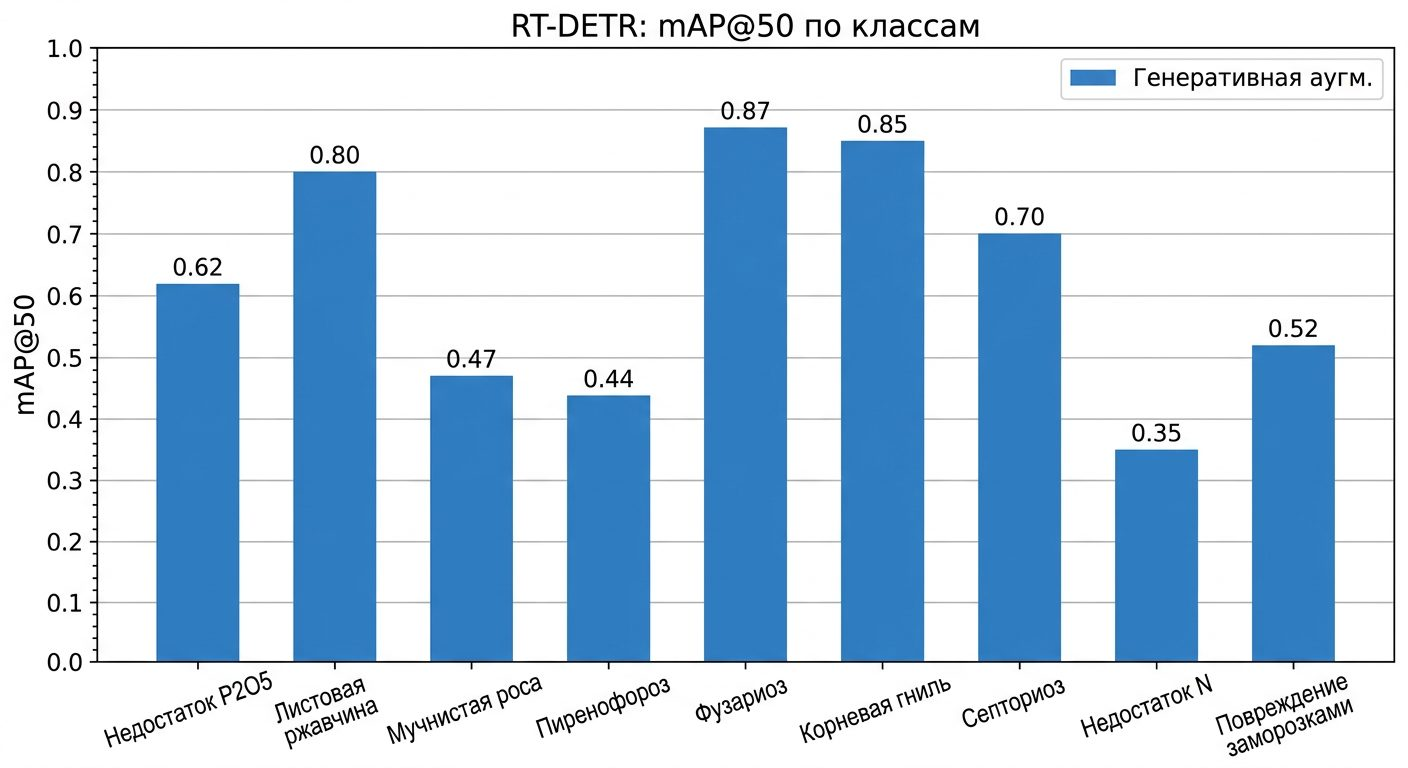 RT-DETR: mAP@50 по классам
Генеративная аугм.
mAP@50
1.0
0.9
0.8
0.7
0.6
0.5
0.4
0.3
0.2
0.1
0.0
0.62
0.80
0.47
0.44
0.87
0.85
0.70
0.35
0.52
Недостаток P2O5
Листовая
ржавчина
Мучнистая роса
Пиренофороз
Фузариоз
Корневая гниль
Септориоз
Недостаток N
Повреждение
заморозками